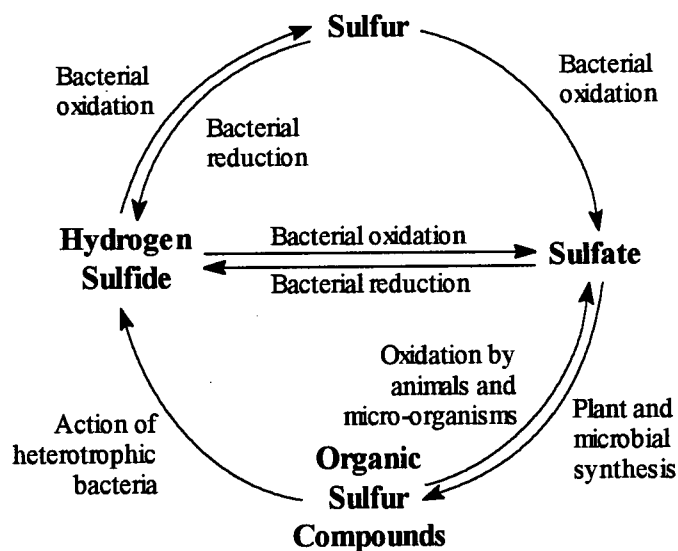 Sulfur
Bacterial
oxidation
Bacterial
oxidation
Bacterial
reduction
Hydrogen
Sulfide
Bacterial oxidation
Bacterial reduction
Sulfate
Oxidation by
animals and
micro-organisms
Plant and
microbial
synthesis
Action of
heterotrophic
bacteria
Organic
Sulfur
Compounds